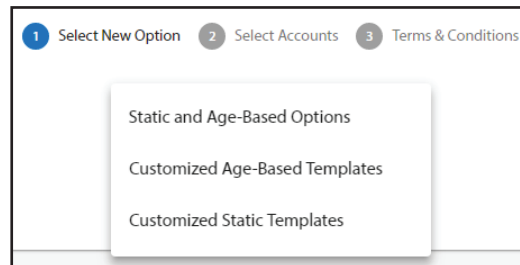 1 Select New Option 2 Select Accounts 3 Terms & Conditions
Static and Age-Based Options
Customized Age-Based Templates
Customized Static Templates